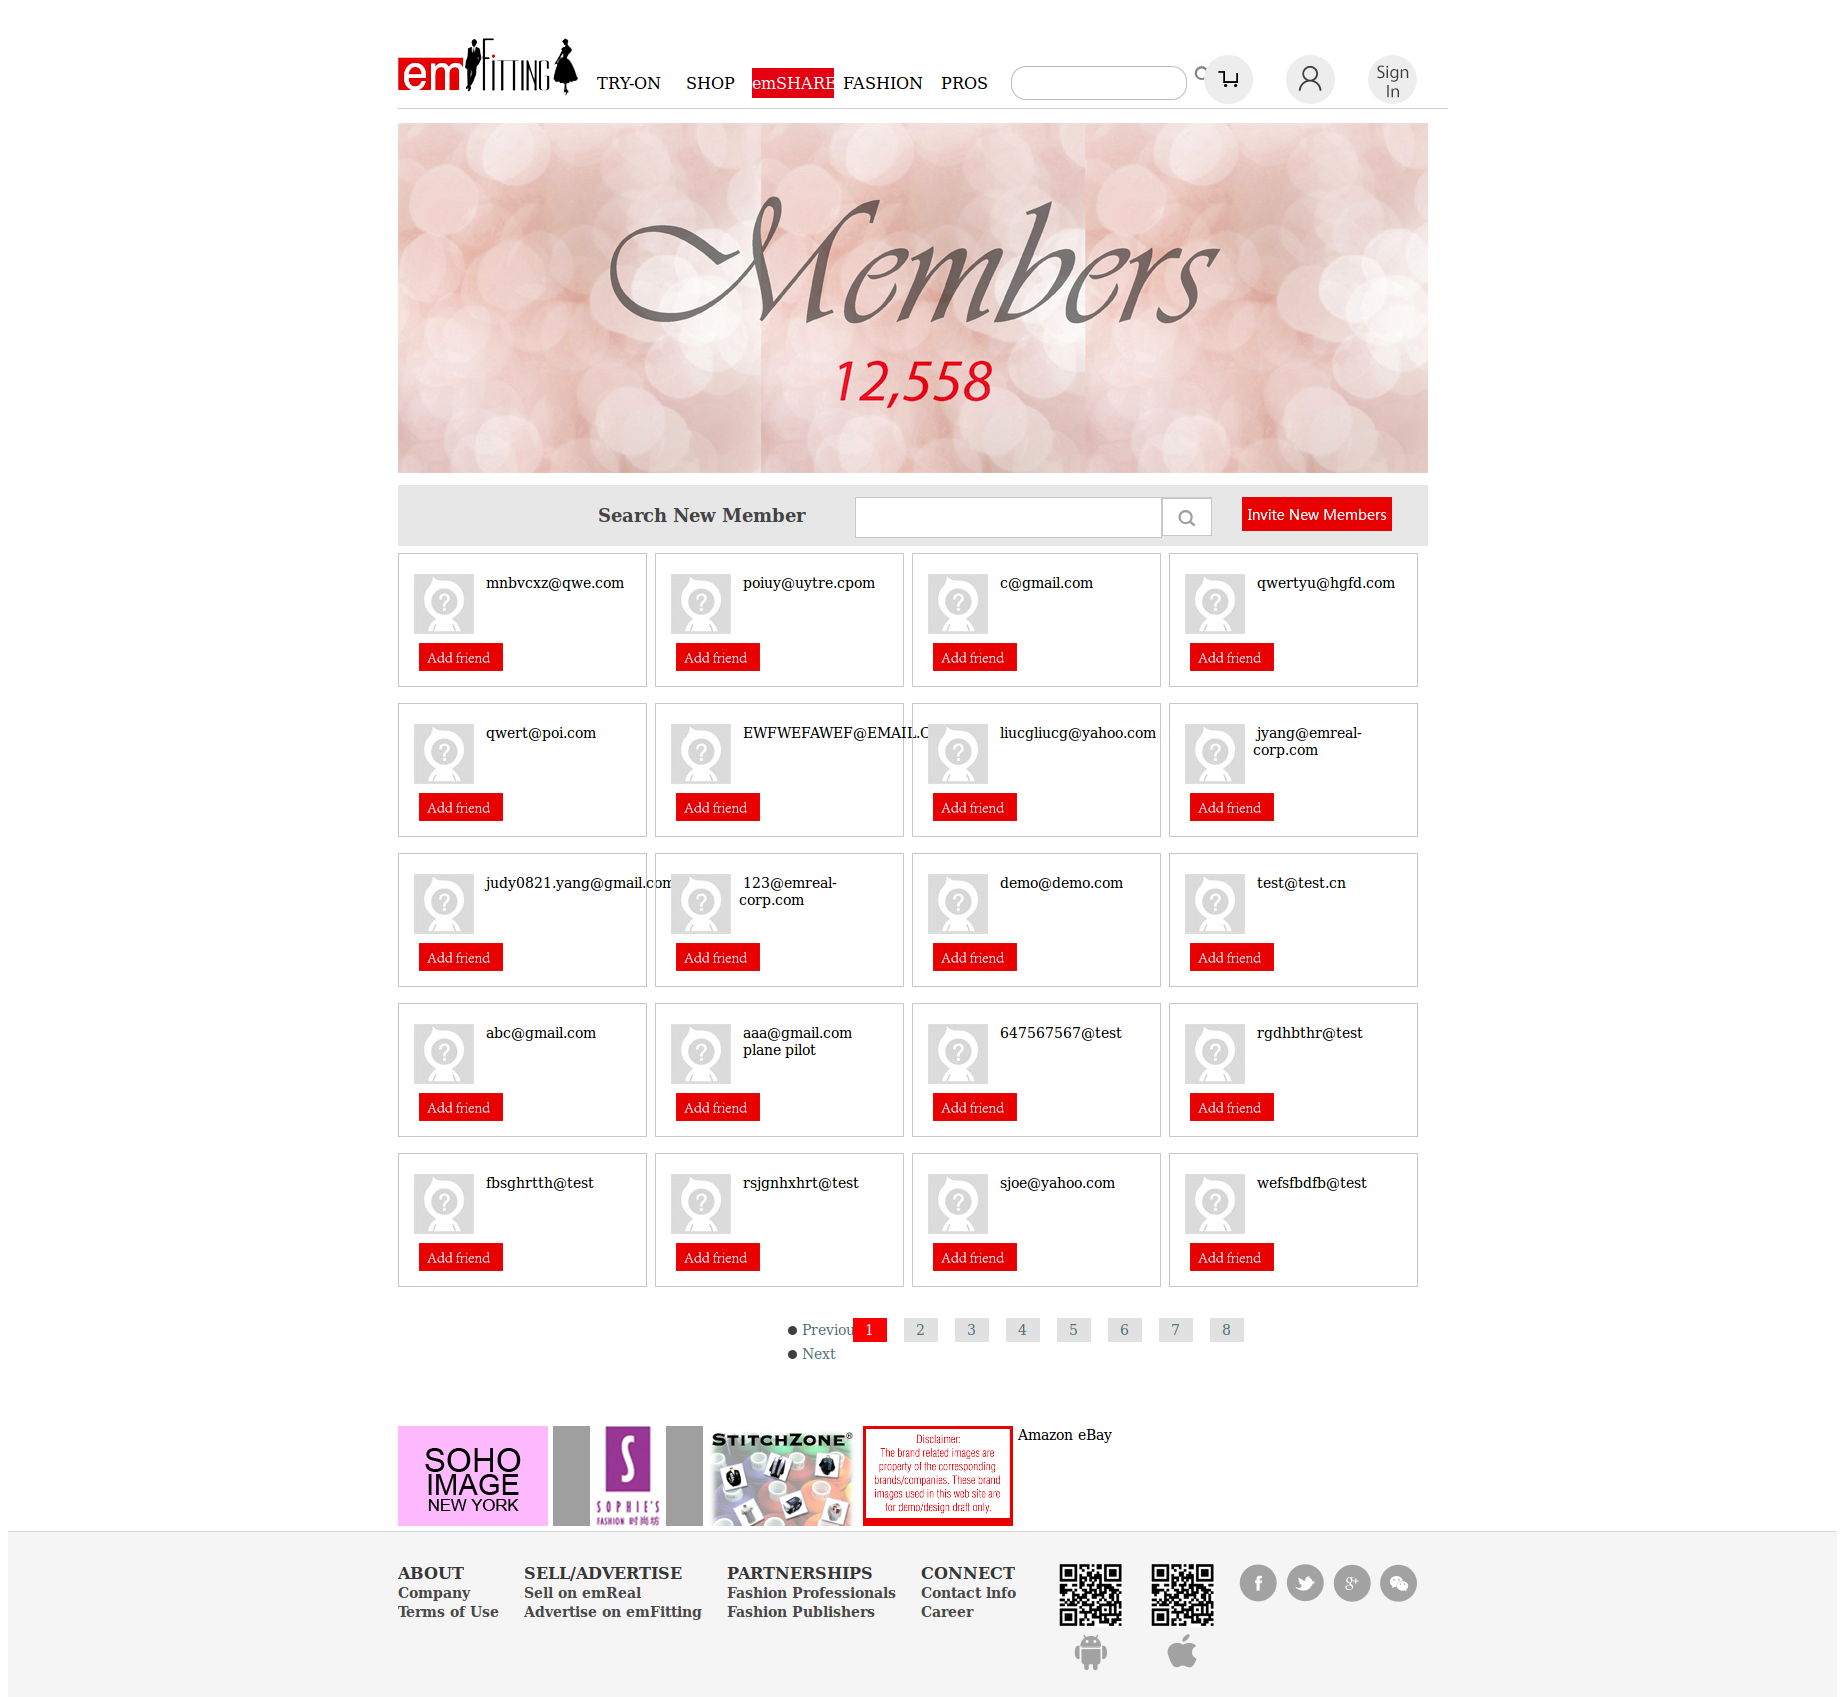 em FITTING
TRY-ON SHOP emSHARE FASHION PROS
Sign
In
Members
12,558
Search New Member
Invite New Members
mnbvcxz@qwe.com poiuy@uytre.cpom c@gmail.com qwertyu@hgfd.com
Add friend Add friend Add friend Add friend
qwert@poi.com EWFWEFAWEF@EMAIL.C liucgliucg@yahoo.com jyang@emreal-
corp.com
Add friend Add friend Add friend Add friend
judy0821.yang@gmail.com 123@emreal- demo@demo.com test@test.cn
corp.com
Add friend Add friend Add friend Add friend
abc@gmail.com aaa@gmail.com 647567567@test rgdhbthr@test
plane pilot
Add friend Add friend Add friend Add friend
fbsghrtth@test rsjgnhxhrt@test sjoe@yahoo.com wefsfbdfb@test
Add friend Add friend Add friend Add friend
Previou 1 2 3 4 5 6 7 8
Next
SOHO
IMAGE
NEW YORK
S
SOPHIE'S
FASHION 时尚坊
STITCHZONE®
Disclaimer:
The brand related images are
property of the corresponding
brands/companies. These brand
images used in this web site are
for demo/design draft only.
Amazon eBay
ABOUT SELL/ADVERTISE PARTNERSHIPS CONNECT
Company Sell on emReal Fashion Professionals Contact lnfo
Terms of Use Advertise on emFitting Fashion Publishers Career